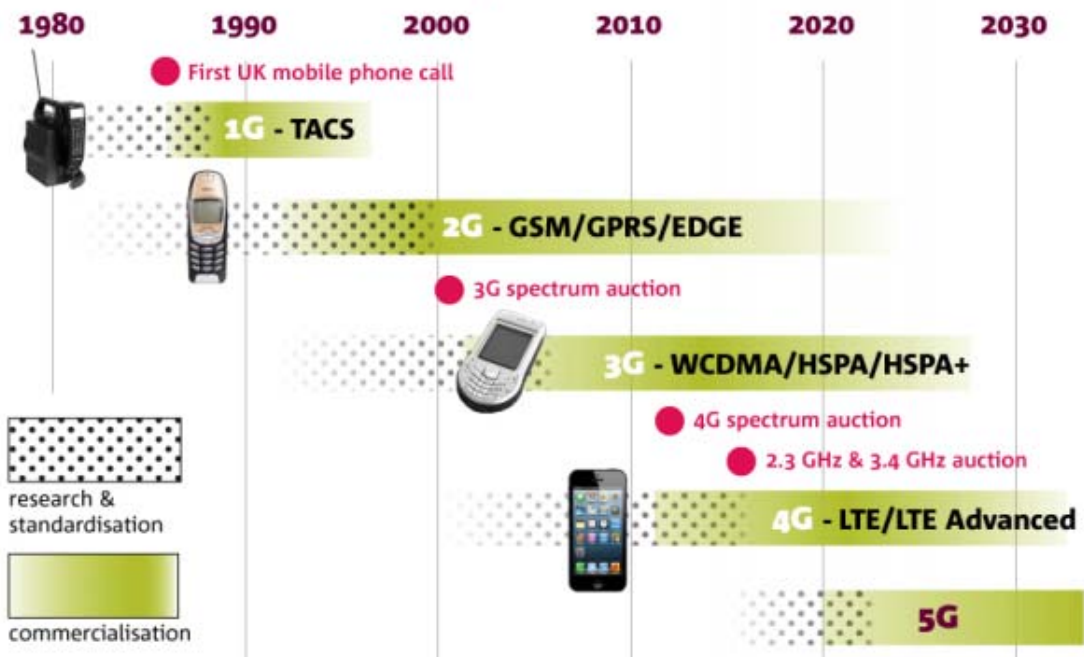 1980 1990 2000 2010 2020 2030
First UK mobile phone call
1G - TACS
2G - GSM/GPRS/EDGE
3G spectrum auction
3G - WCDMA/HSPA/HSPA+
4G spectrum auction
2.3 GHz & 3.4 GHz auction
research &
standardisation
4G - LTE/LTE Advanced
5G
commercialisation